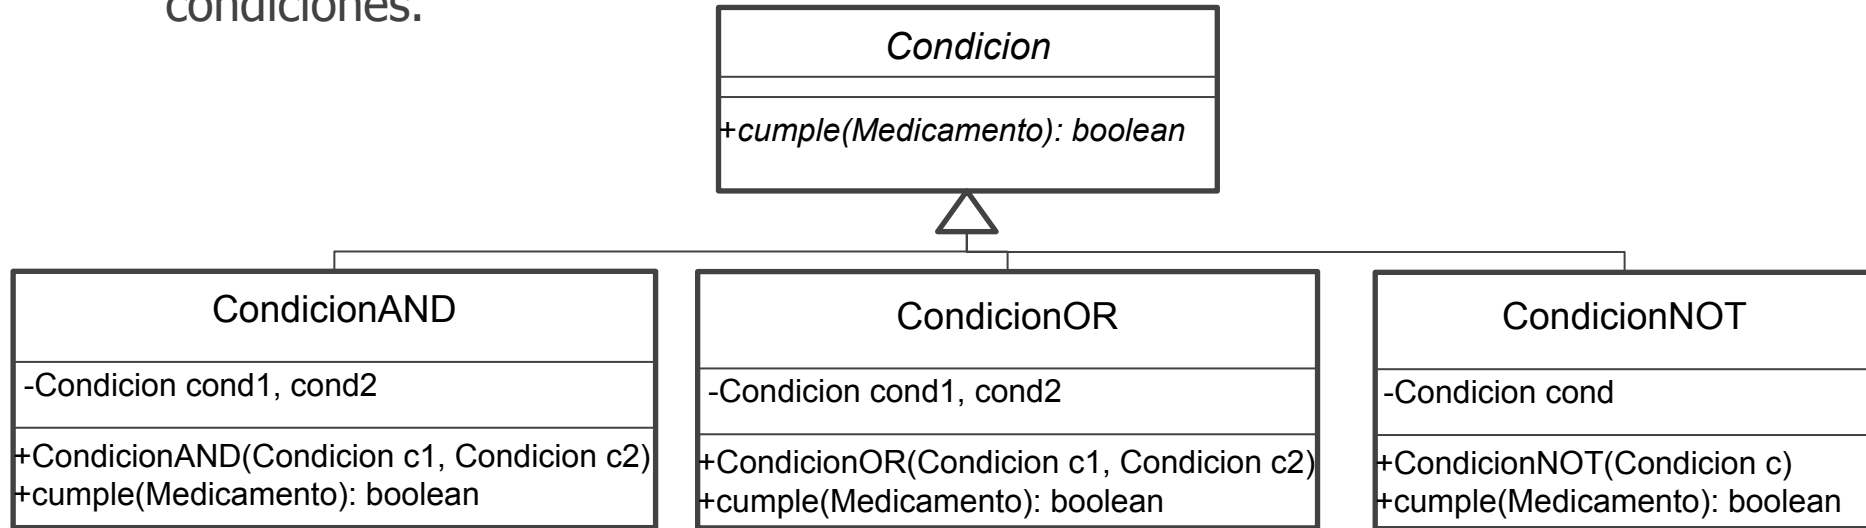 condiciones.
Condicion
+cumple(Medicamento): boolean
CondicionAND
-Condicion cond1, cond2
+CondicionAND(Condicion c1, Condicion c2)
+cumple(Medicamento): boolean
CondicionOR
-Condicion cond1, cond2
+CondicionOR(Condicion c1, Condicion c2)
+cumple(Medicamento): boolean
CondicionNOT
-Condicion cond
+CondicionNOT(Condicion c)
+cumple(Medicamento): boolean